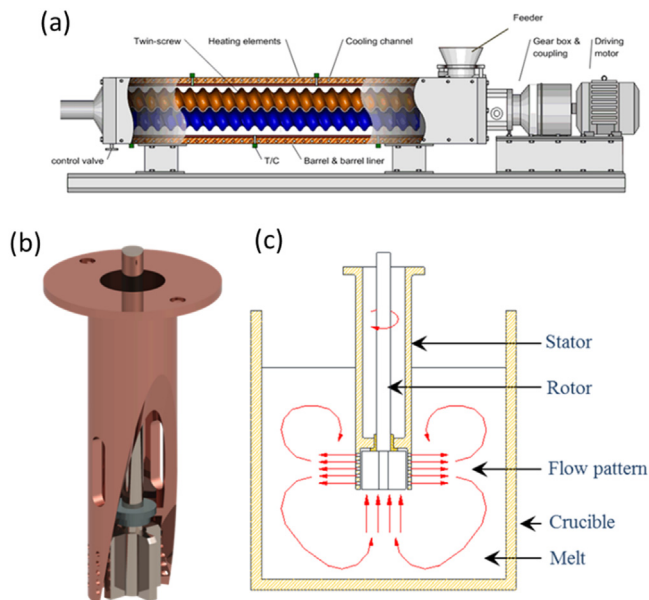 (a)
Feeder
Twin-screw
Heating elements
Cooling channel
Gear box &
coupling
Driving
motor
control valve
T/C
Barrel & barrel liner
(b)
(c)
Stator
Rotor
Flow pattern
Crucible
Melt